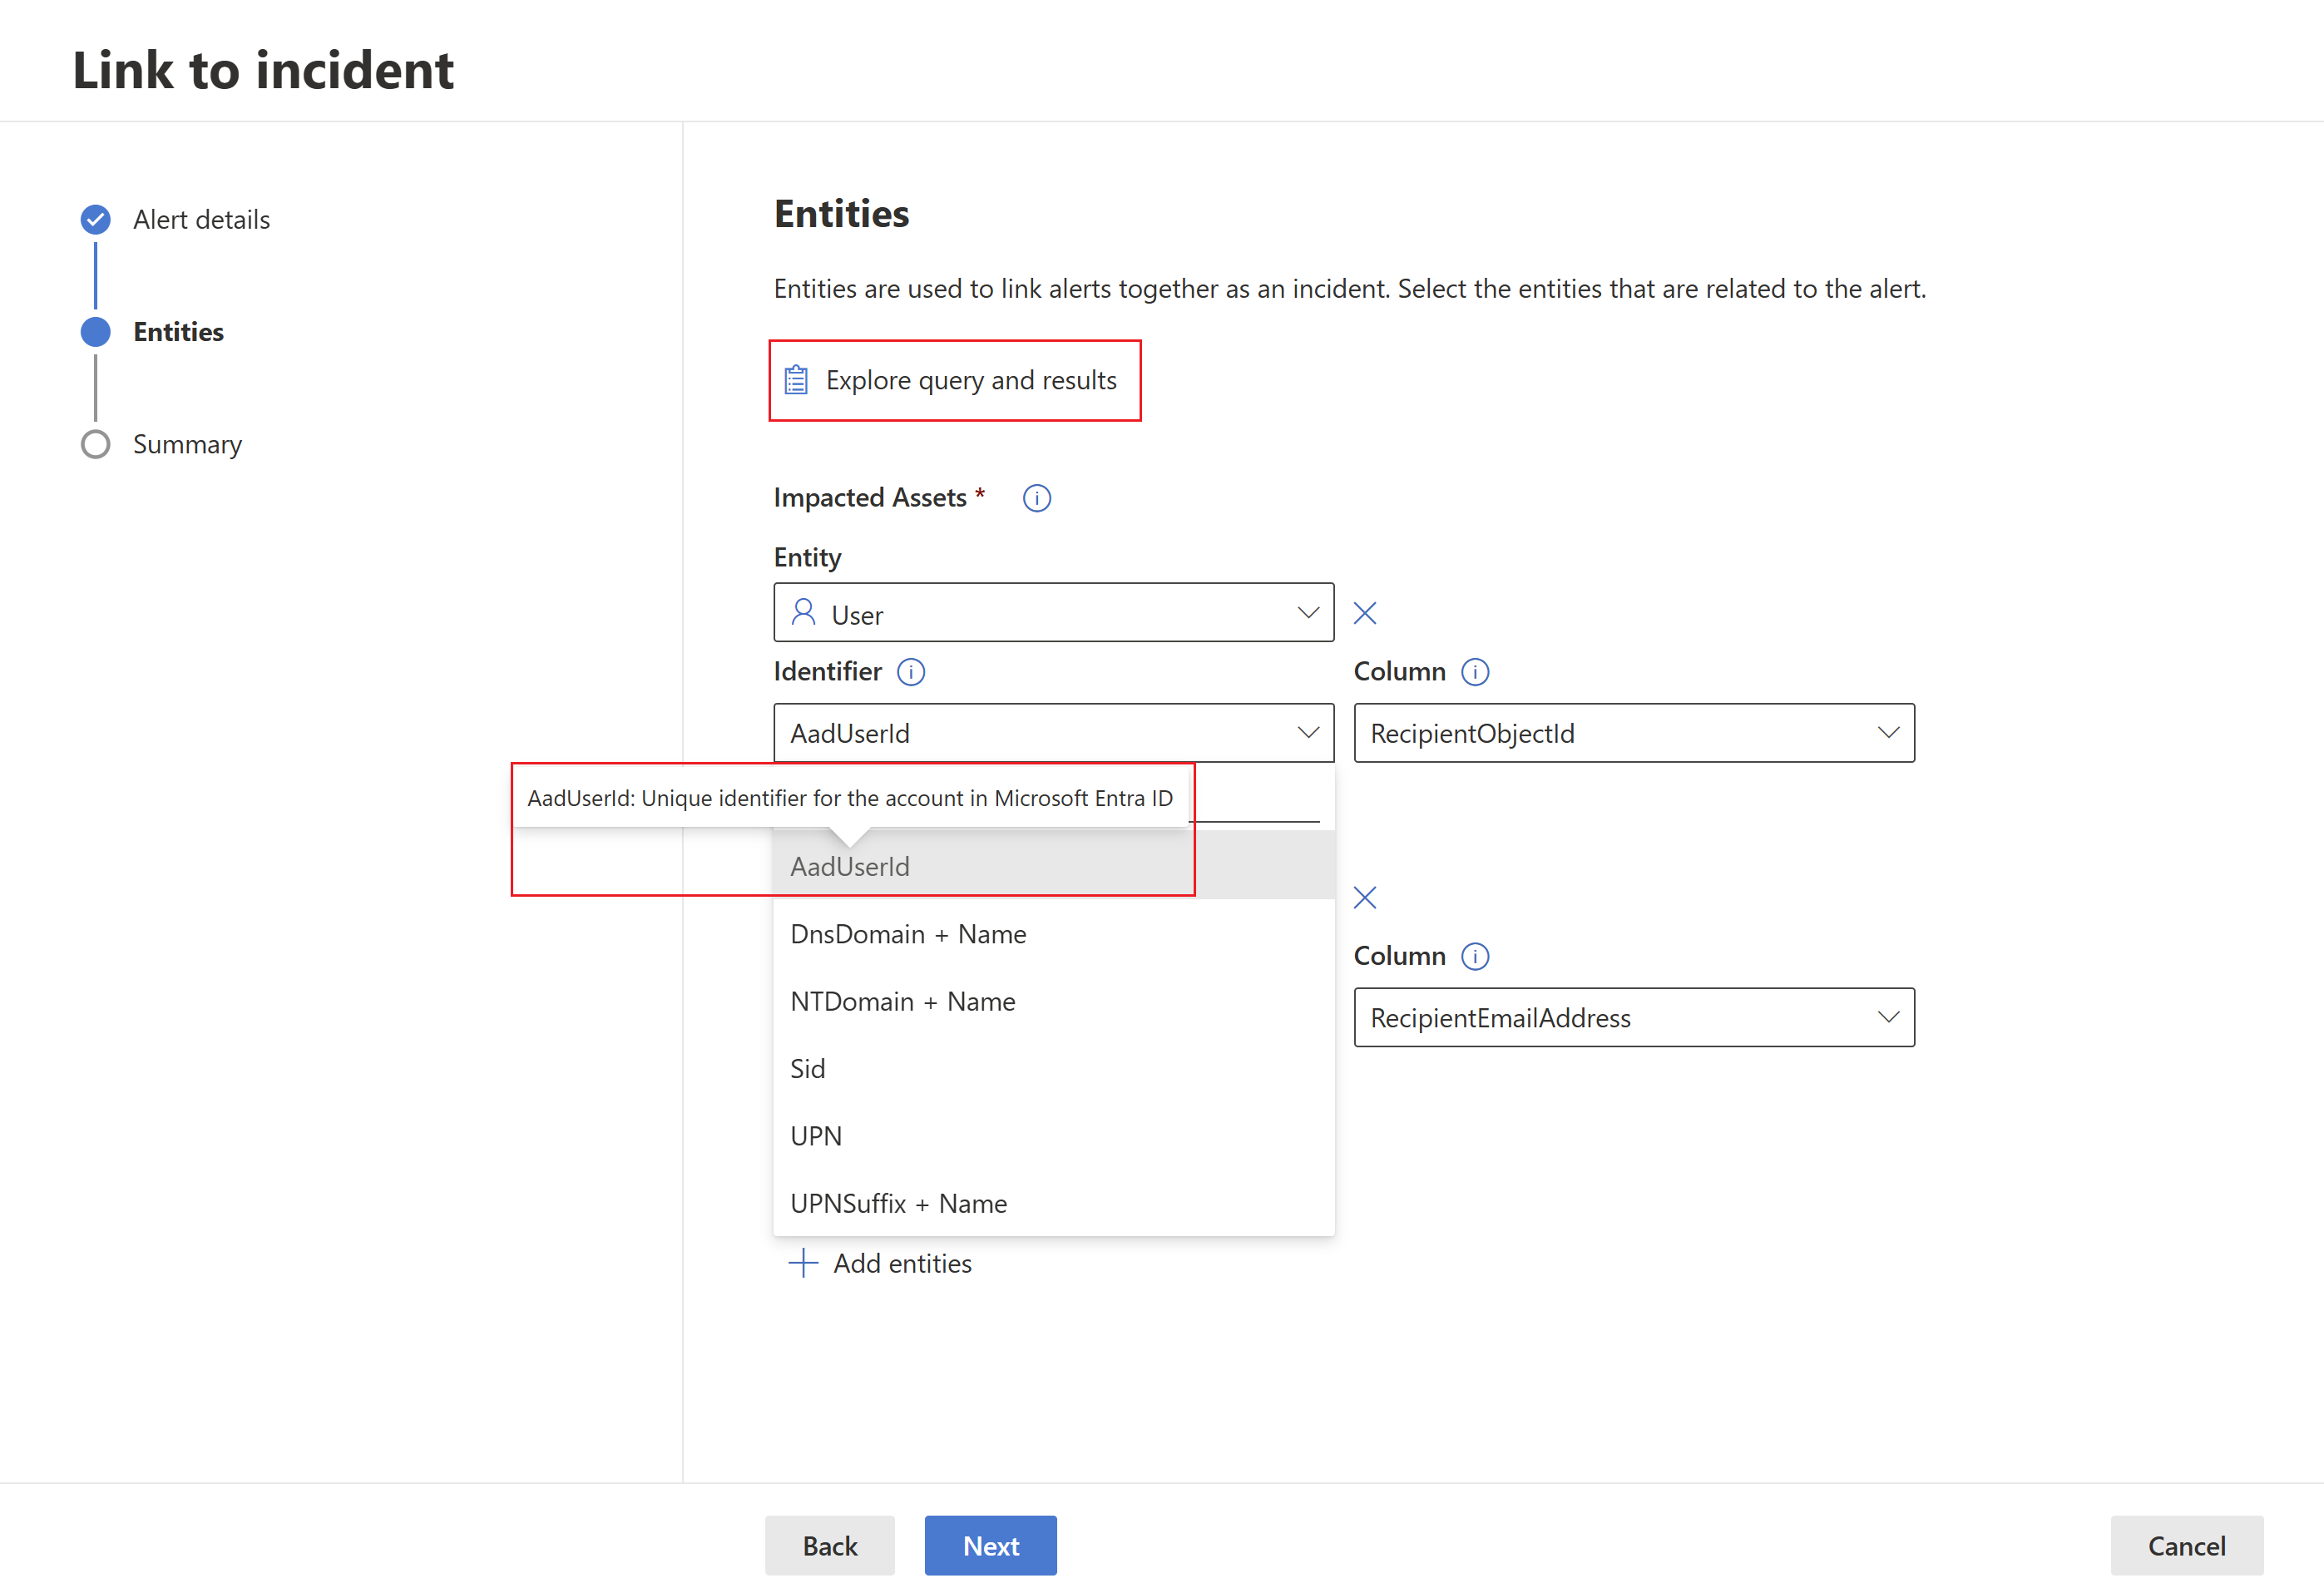 Link to incident
Alert details
Entities
Summary
Entities
Entities are used to link alerts together as an incident. Select the entities that are related to the alert.
Explore query and results
Impacted Assets *
Entity
User
Identifier
Column
AadUserId
RecipientObjectId
AadUserId: Unique identifier for the account in Microsoft Entra ID
AadUserId
DnsDomain + Name
NTDomain + Name
Sid
UPN
UPNSuffix + Name
Column
RecipientEmailAddress
Add entities
Back
Next
Cancel